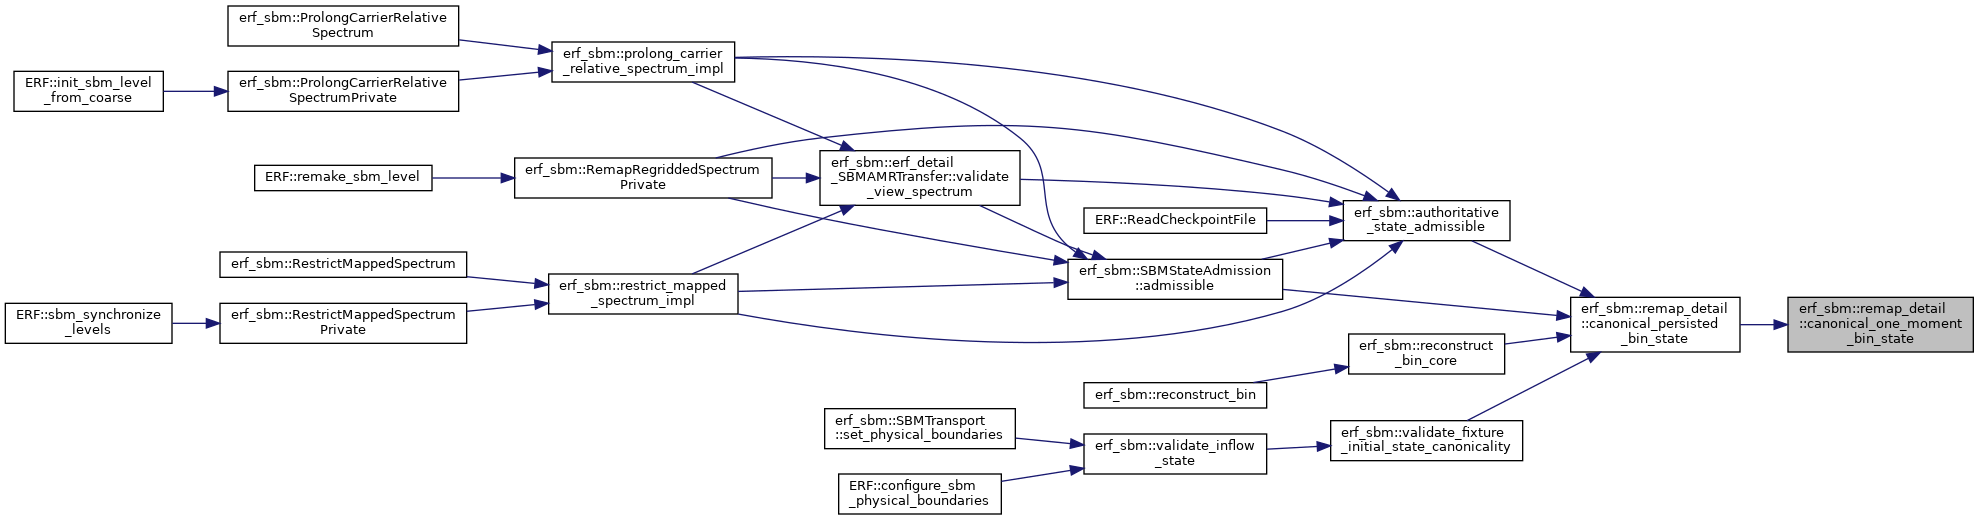 erf_sbm::ProlongCarrierRelative
Spectrum
ERF::init_sbm_level
_from_coarse
erf_sbm::ProlongCarrierRelative
SpectrumPrivate
erf_sbm::prolong_carrier
_relative_spectrum_impl
ERF::remake_sbm_level
erf_sbm::RemapRegriddedSpectrum
Private
erf_sbm::erf_detail
_SBMAMRTransfer::validate
_view_spectrum
erf_sbm::authoritative
_state_admissible
ERF::ReadCheckpointFile
erf_sbm::SBMStateAdmission
::admissible
erf_sbm::RestrictMappedSpectrum
erf_sbm::restrict_mapped
_spectrum_impl
ERF::sbm_synchronize
_levels
erf_sbm::RestrictMappedSpectrum
Private
erf_sbm::remap_detail
::canonical_persisted
_bin_state
erf_sbm::remap_detail
::canonical_one_moment
_bin_state
erf_sbm::reconstruct
_bin_core
erf_sbm::reconstruct_bin
erf_sbm::SBMTransport
::set_physical_boundaries
erf_sbm::validate_inflow
_state
erf_sbm::validate_fixture
_initial_state_canonicality
ERF::configure_sbm
_physical_boundaries